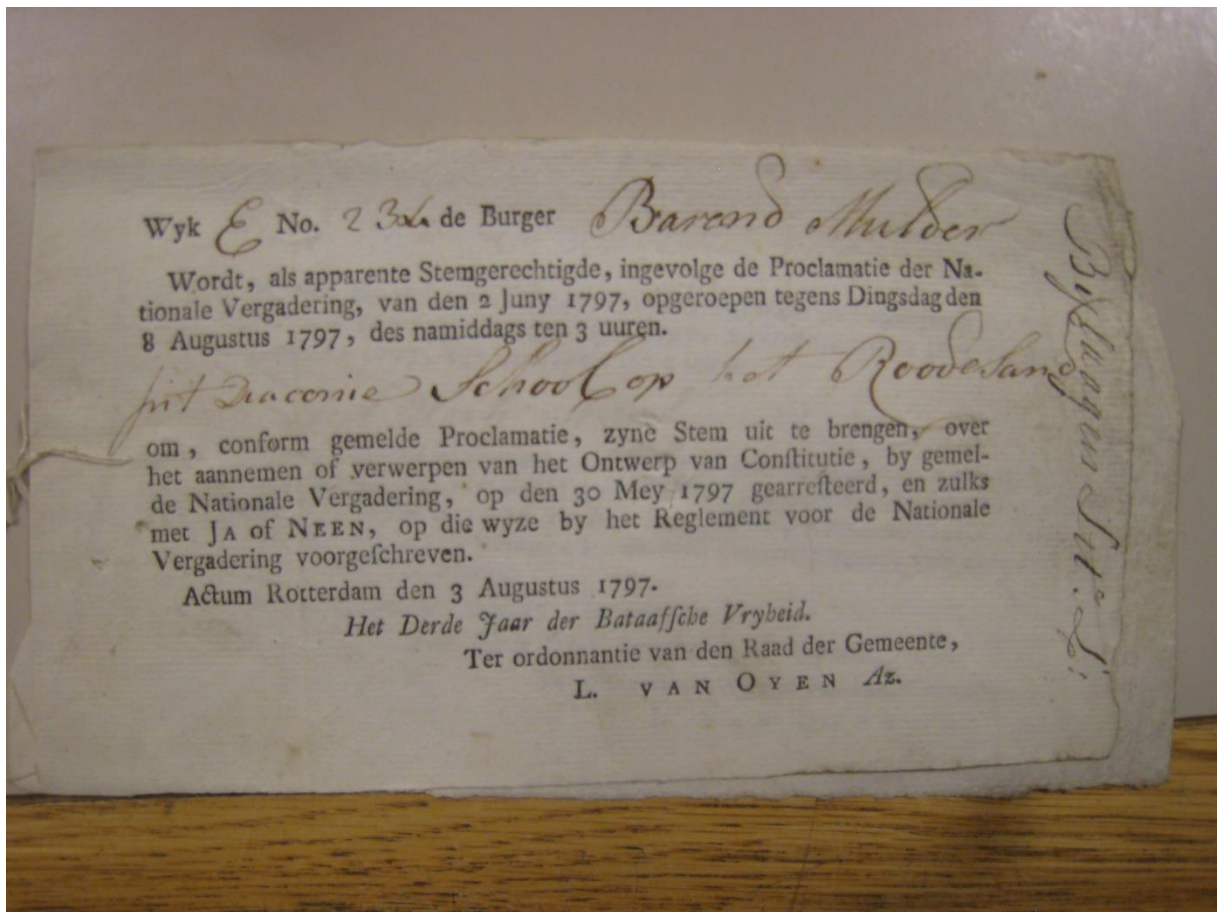 Wyk E No. 232. de Burger Barend Mulder
Wordt, als apparente Stemgerechtigde, ingevolge de Proclamatie der Na-
tionale Vergadering, van den 2 Juny 1797, opgeroepen tegens Dingsdag den
8 Augustus 1797, des namiddags ten 3 uuren.
Diaconie School op het Roodesand
om, conform gemelde Proclamatie, zyne Stem uit te brengen, over
het aannemen of verwerpen van het Ontwerp van Conſtitutie, by gemel-
de Nationale Vergadering, op den 30 Mey 1797 gearreſteerd, en zulks
met JA of NEEN, op die wyze by het Reglement voor de Nationale
Vergadering voorgeſchreven.
Actum Rotterdam den 3 Augustus 1797.
Het Derde Jaar der Bataafſche Vryheid.
Ter ordonnantie van den Raad der Gemeente,
L. VAN OYEN Az.
Bijlaagen